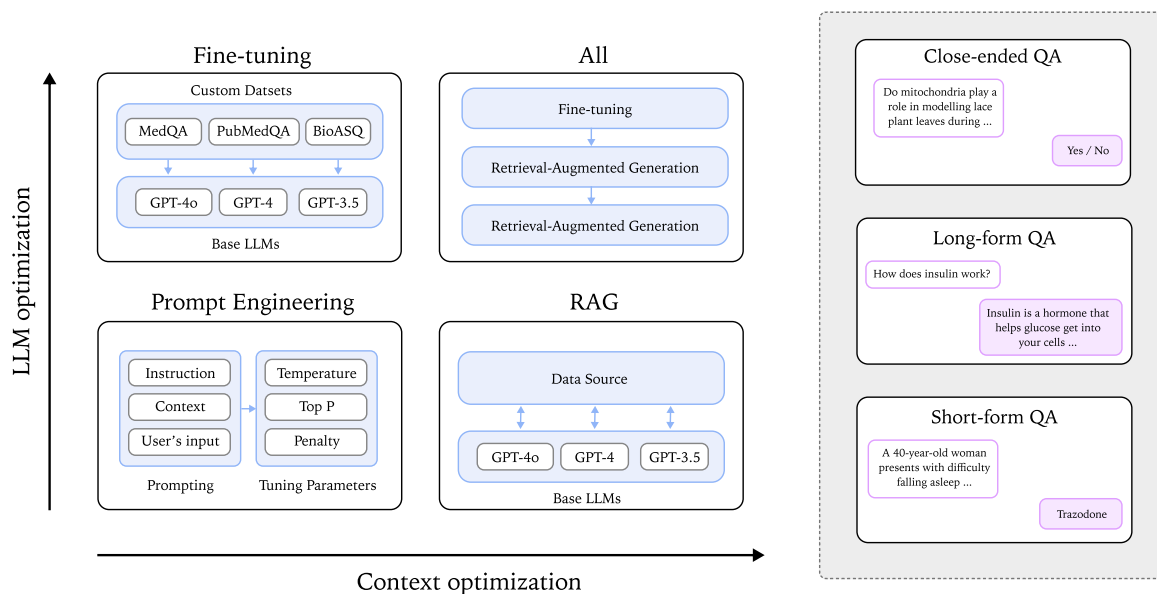 LLM optimization
Fine-tuning
Custom Datsets
MedQA
PubMedQA
BioASQ
GPT-4o
GPT-4
GPT-3.5
Base LLMs
All
Fine-tuning
Retrieval-Augmented Generation
Retrieval-Augmented Generation
Prompt Engineering
Instruction
Context
User's input
Prompting
Temperature
Top P
Penalty
Tuning Parameters
RAG
Data Source
GPT-4o
GPT-4
GPT-3.5
Base LLMs
Context optimization
Close-ended QA
Do mitochondria play a
role in modelling lace
plant leaves during ...
Yes / No
Long-form QA
How does insulin work?
Insulin is a hormone that
helps glucose get into
your cells ...
Short-form QA
A 40-year-old woman
presents with difficulty
falling asleep ...
Trazodone